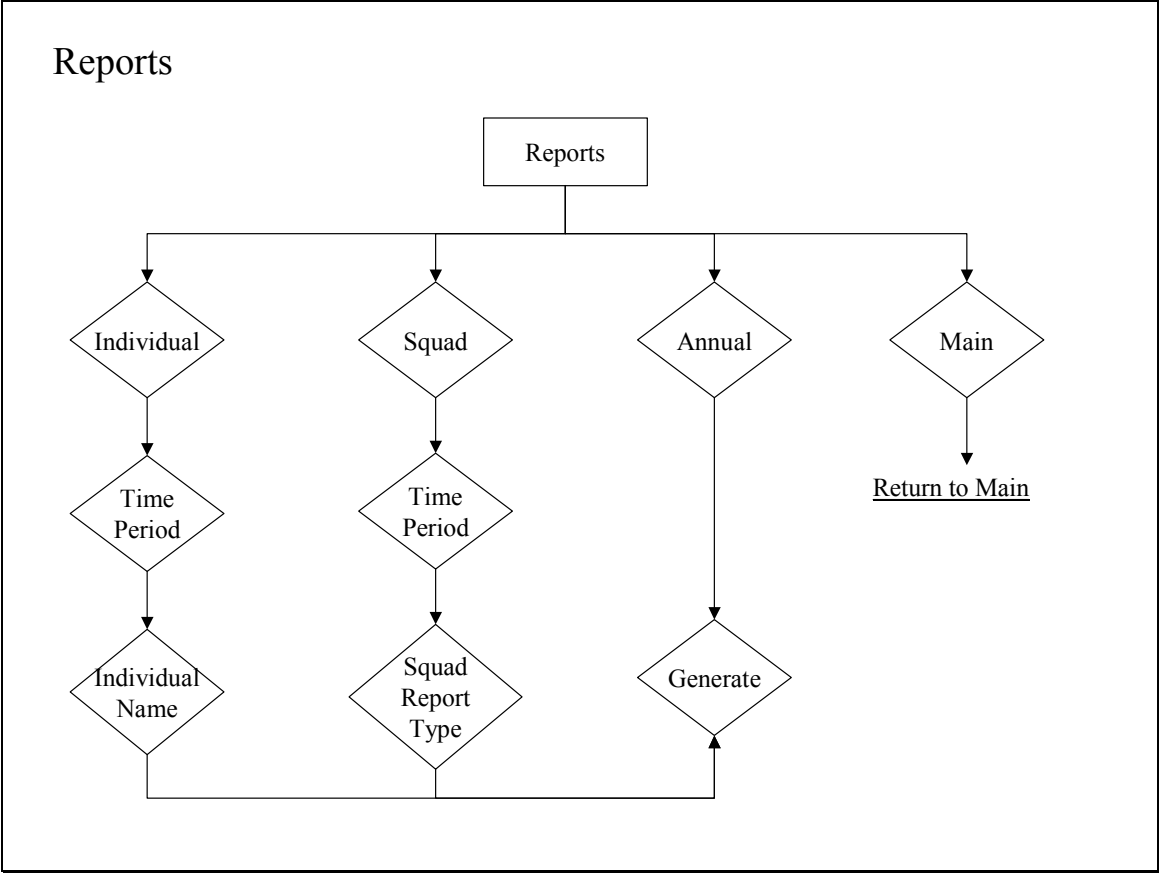 Reports
Reports
Individual
Squad
Annual
Main
Time
Period
Time
Period
Return to Main
Individual
Name
Squad
Report
Type
Generate